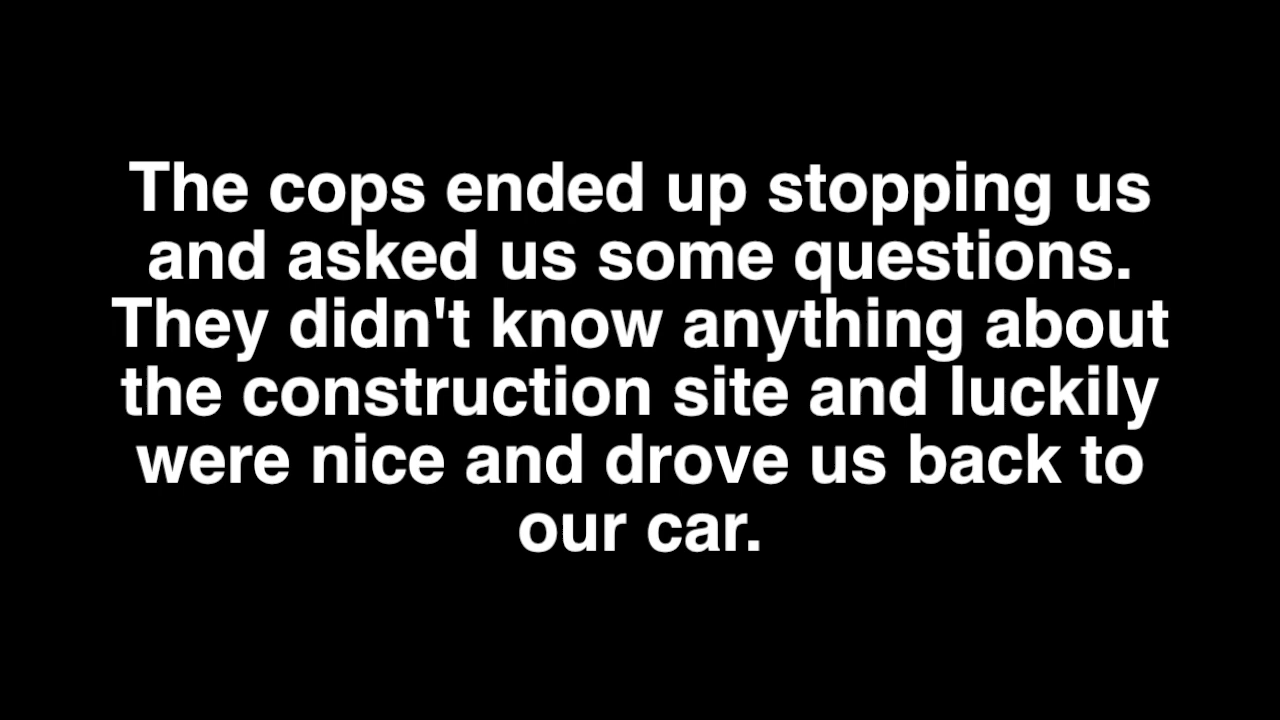 The cops ended up stopping us
and asked us some questions.
They didn't know anything about
the construction site and luckily
were nice and drove us back to
our car.